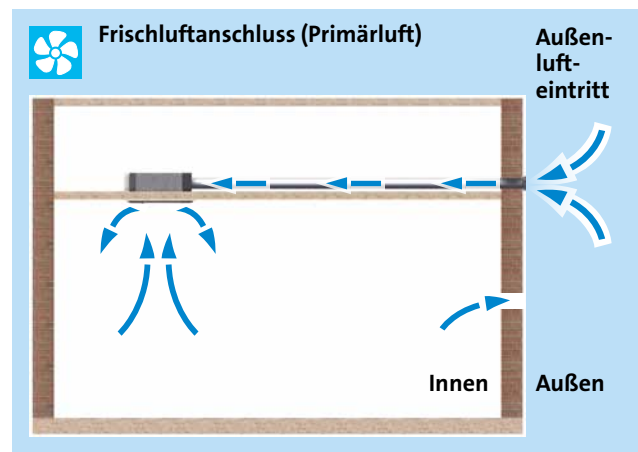 Frischluftanschluss (Primärluft)
Außen-
luft-
eintritt
Innen
Außen